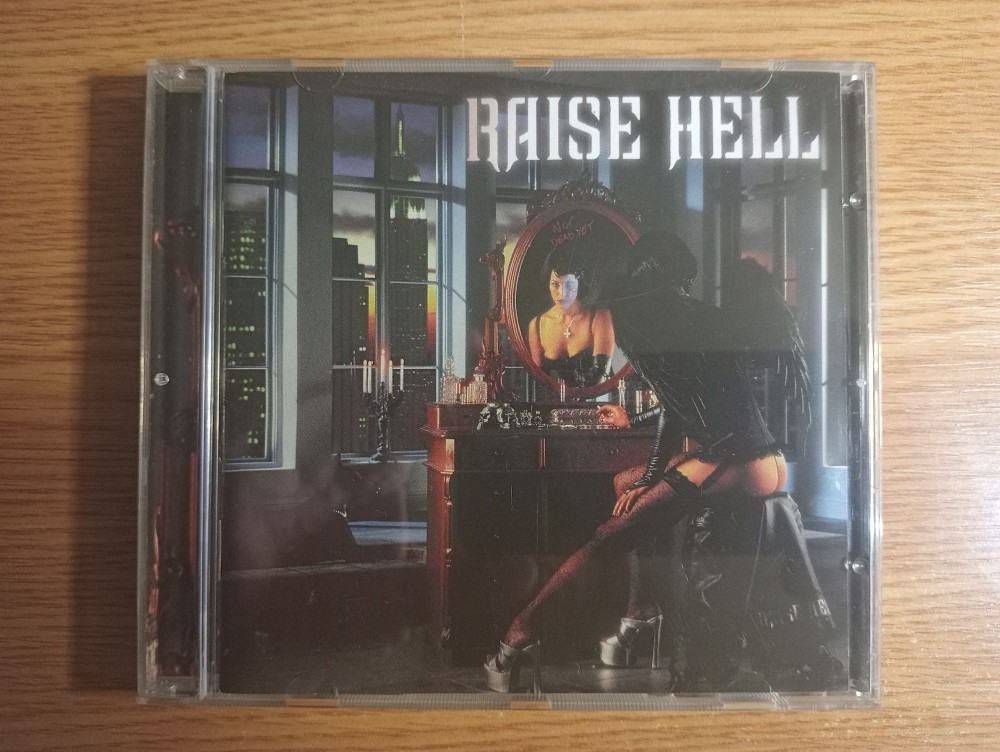 RAISE HELL
NOT
DEAD YET